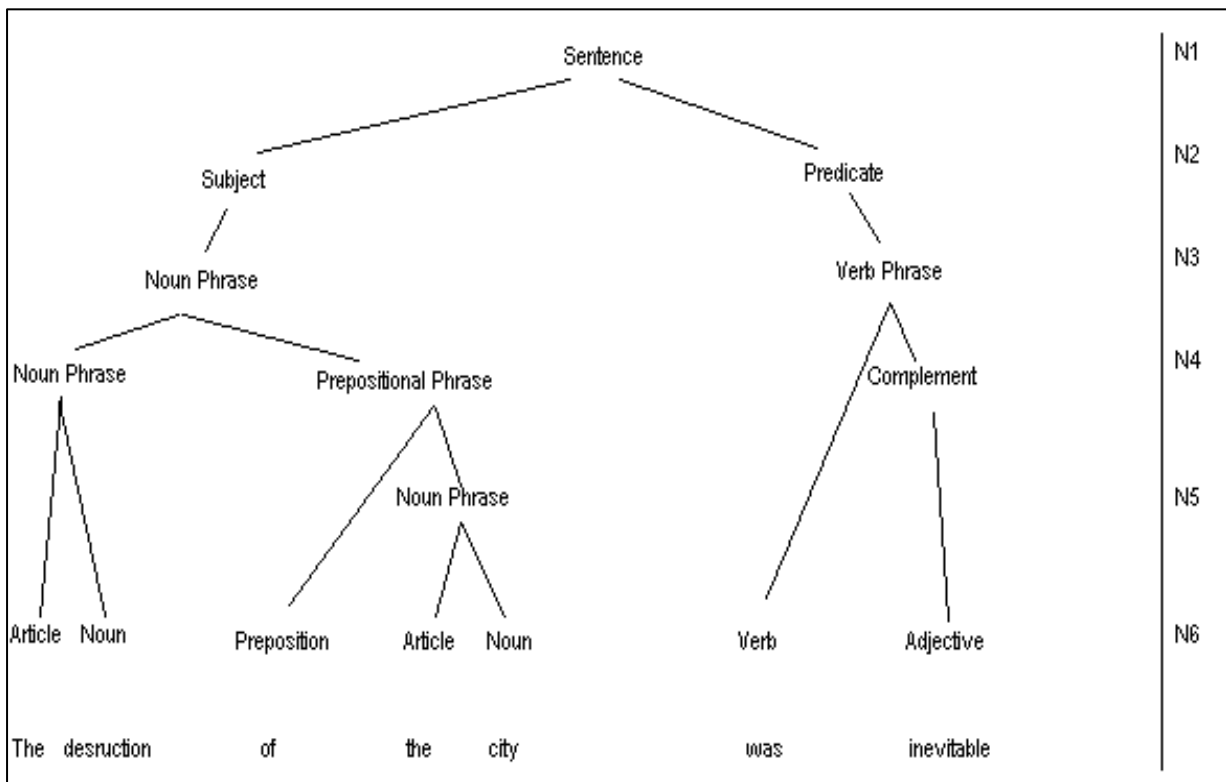 Sentence N1
Subject Predicate N2
Noun Phrase Verb Phrase N3
Noun Phrase Prepositional Phrase Complement N4
Noun Phrase N5
Article Noun Preposition Article Noun Verb Adjective N6
The desruction of the city was inevitable